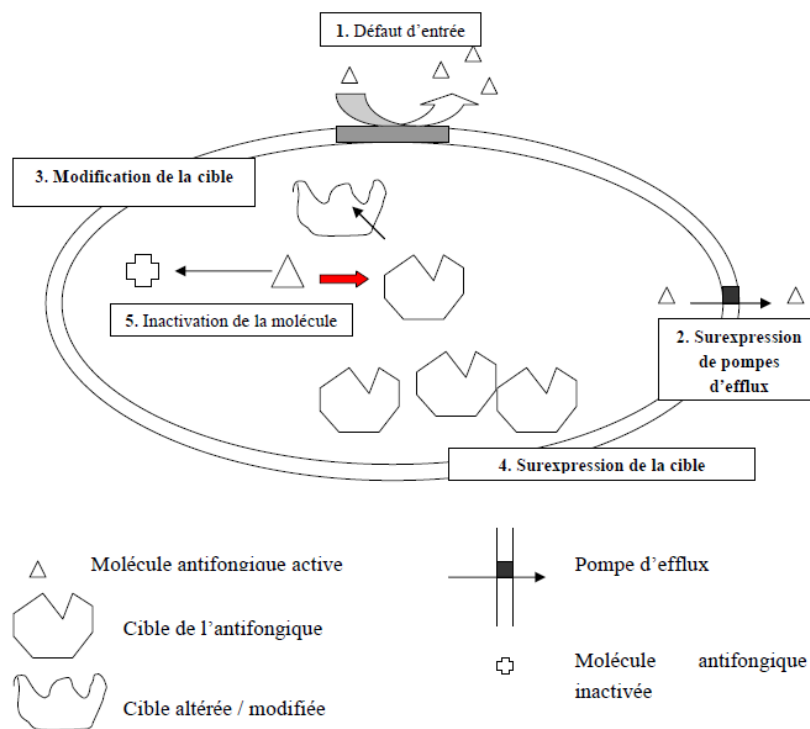 1. Défaut d'entrée
3. Modification de la cible
5. Inactivation de la molécule
2. Surexpression
de pompes
d'efflux
4. Surexpression de la cible
Molécule antifongique active
Pompe d'efflux
Cible de l'antifongique
Molécule antifongique
inactivée
Cible altérée / modifiée